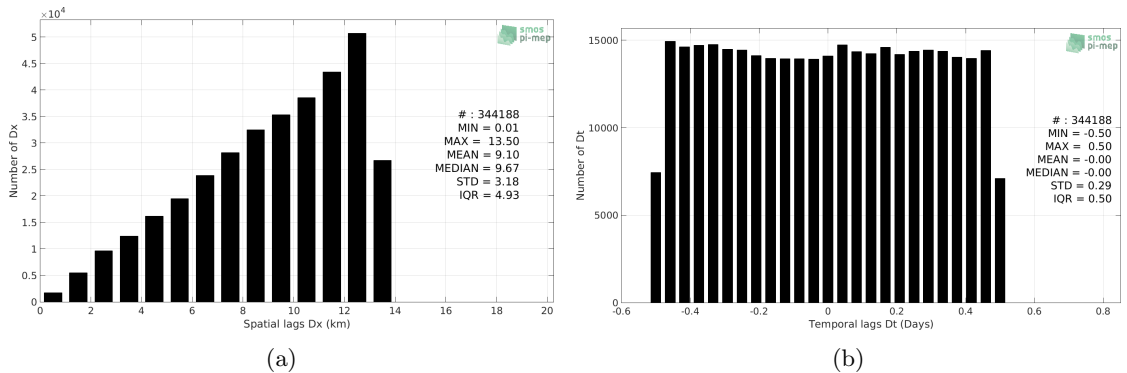 ×10⁴
5
4.5
4
3.5
3
2.5
2
1.5
1
0.5
0
Number of Dx
0 2 4 6 8 10 12 14 16 18 20
Spatial lags Dx (km)
smos
pi-mep
# : 344188
MIN = 0.01
MAX = 13.50
MEAN = 9.10
MEDIAN = 9.67
STD = 3.18
IQR = 4.93
(a)
15000
10000
5000
0
Number of Dt
-0.6 -0.4 -0.2 0 0.2 0.4 0.6 0.8
Temporal lags Dt (Days)
smos
pi-mep
# : 344188
MIN = -0.50
MAX = 0.50
MEAN = -0.00
MEDIAN = -0.00
STD = 0.29
IQR = 0.50
(b)